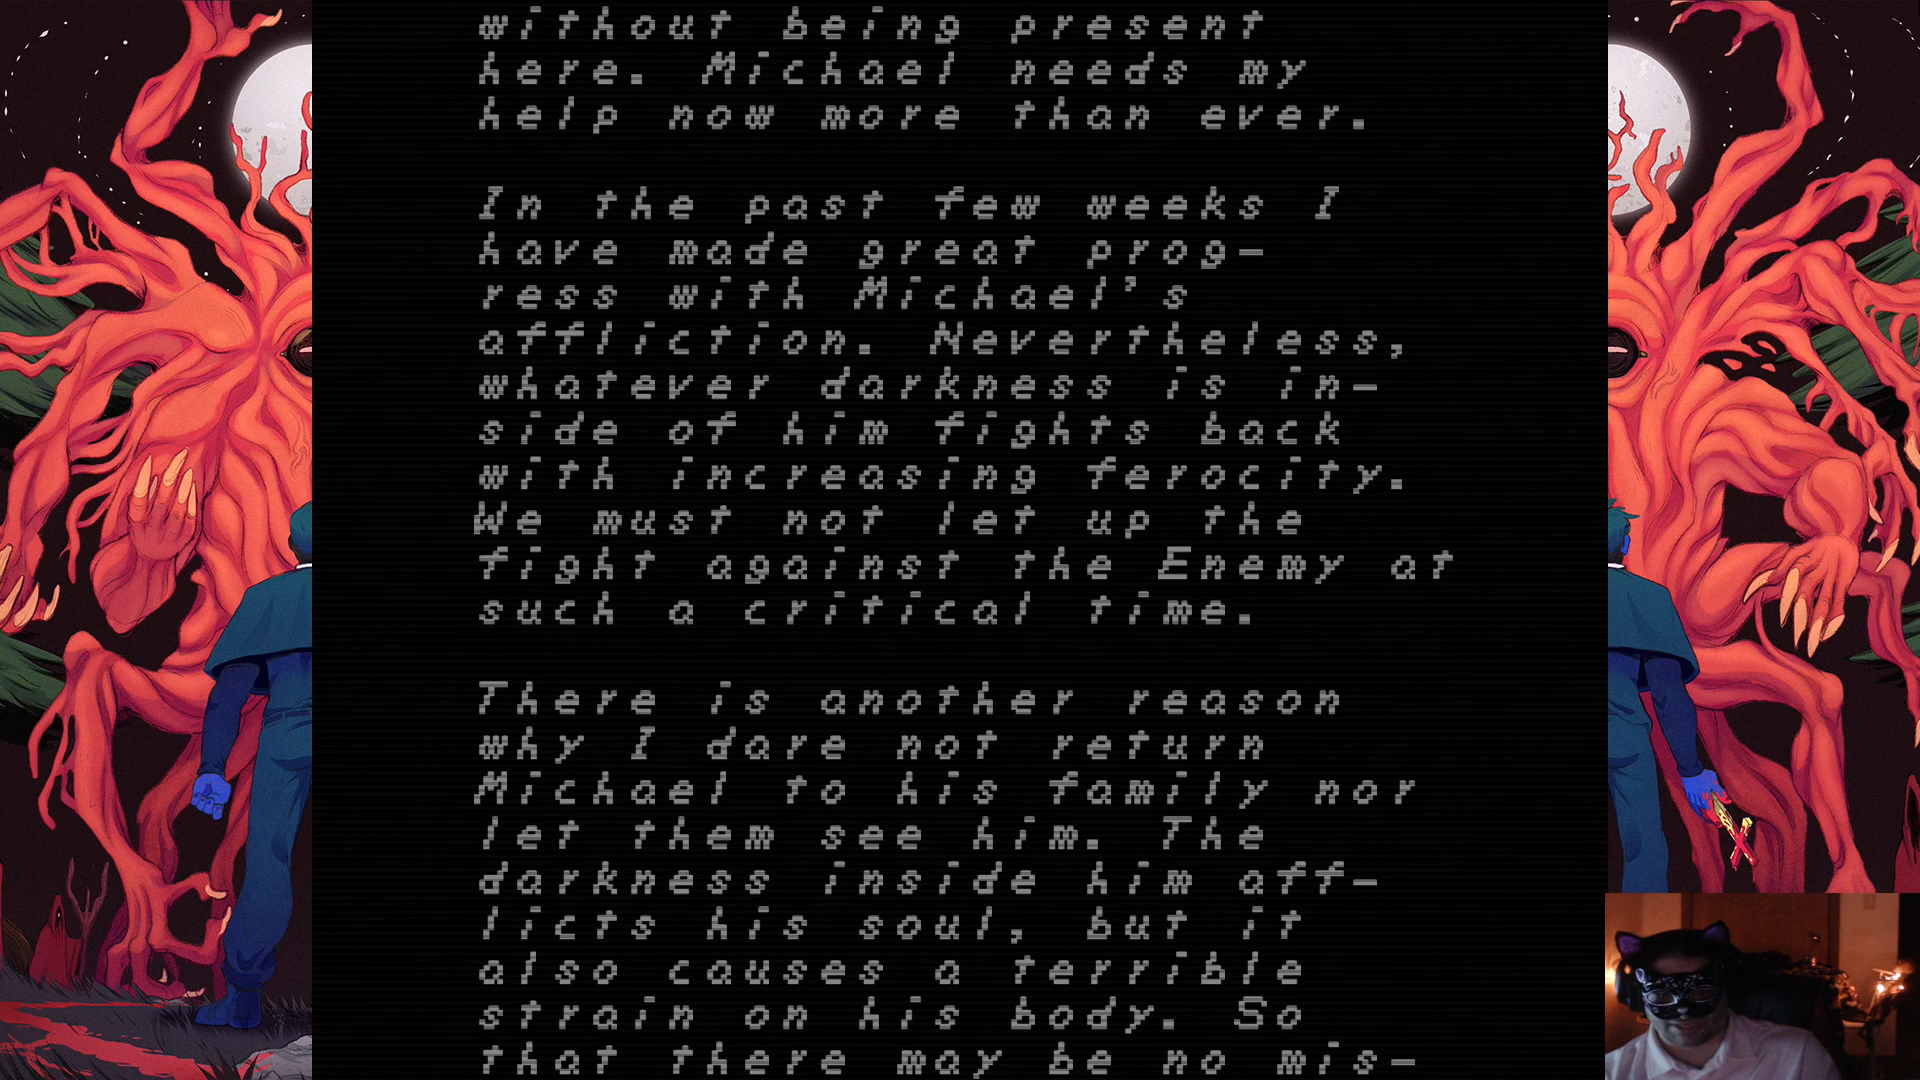 without being present
here. Michael needs my
help now more than ever.
In the past few weeks I
have made great prog-
ress with Michael's
affliction. Nevertheless,
whatever darkness is in-
side of him fights back
with increasing ferocity.
We must not let up the
fight against the Enemy at
such a critical time.
There is another reason
why I dare not return
Michael to his family nor
let them see him. The
darkness inside him aff-
licts his soul, but it
also causes a terrible
strain on his body. So
that there may be no mis-